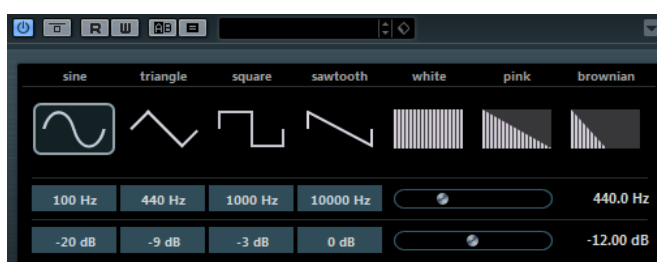 R W AB
sine triangle square sawtooth white pink brownian
100 Hz 440 Hz 1000 Hz 10000 Hz 440.0 Hz
-20 dB -9 dB -3 dB 0 dB -12.00 dB